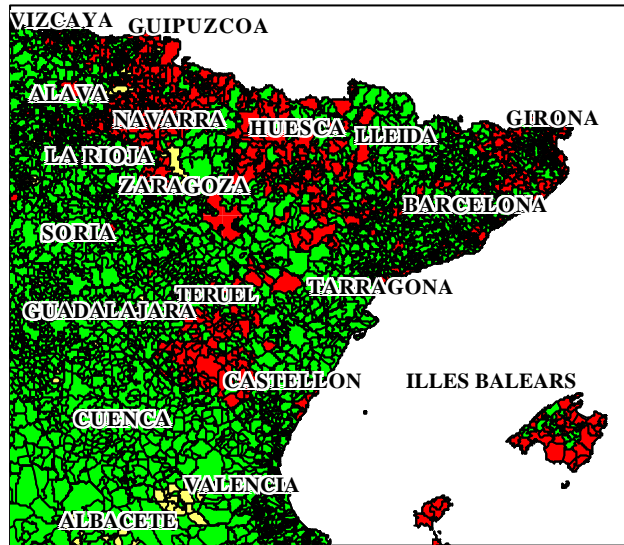 VIZCAYA
GUIPUZCOA
ALAVA
NAVARRA
HUESCA
LLEIDA
GIRONA
LA RIOJA
ZARAGOZA
BARCELONA
SORIA
TERUEL
TARRAGONA
GUADALAJARA
CASTELLON
ILLES BALEARS
CUENCA
VALENCIA
ALBACETE